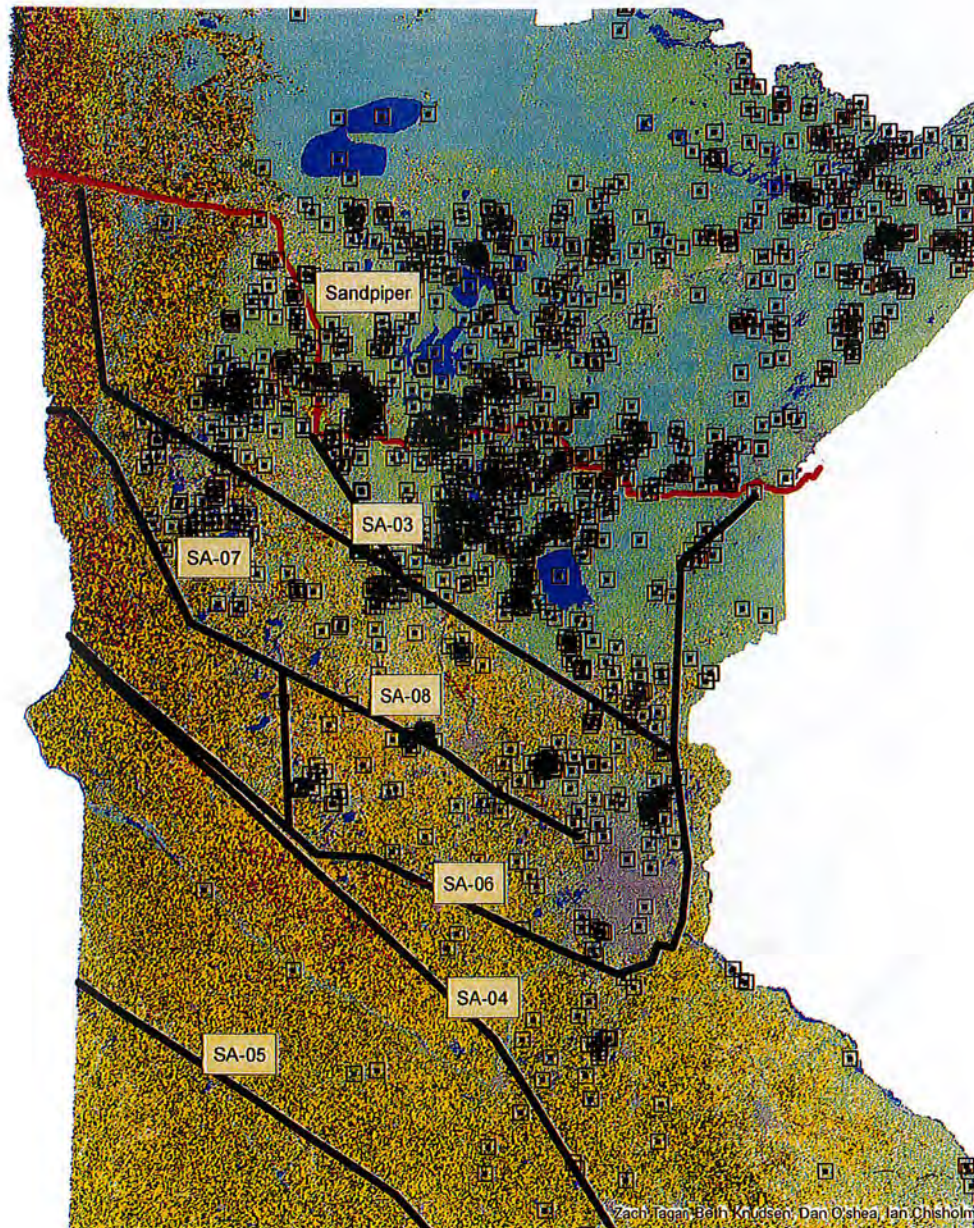 Sandpiper
SA-03
SA-07
SA-08
SA-06
SA-04
SA-05
Zach Tagar, Beth Knudsen, Dan O'shea, Ian Chisholm